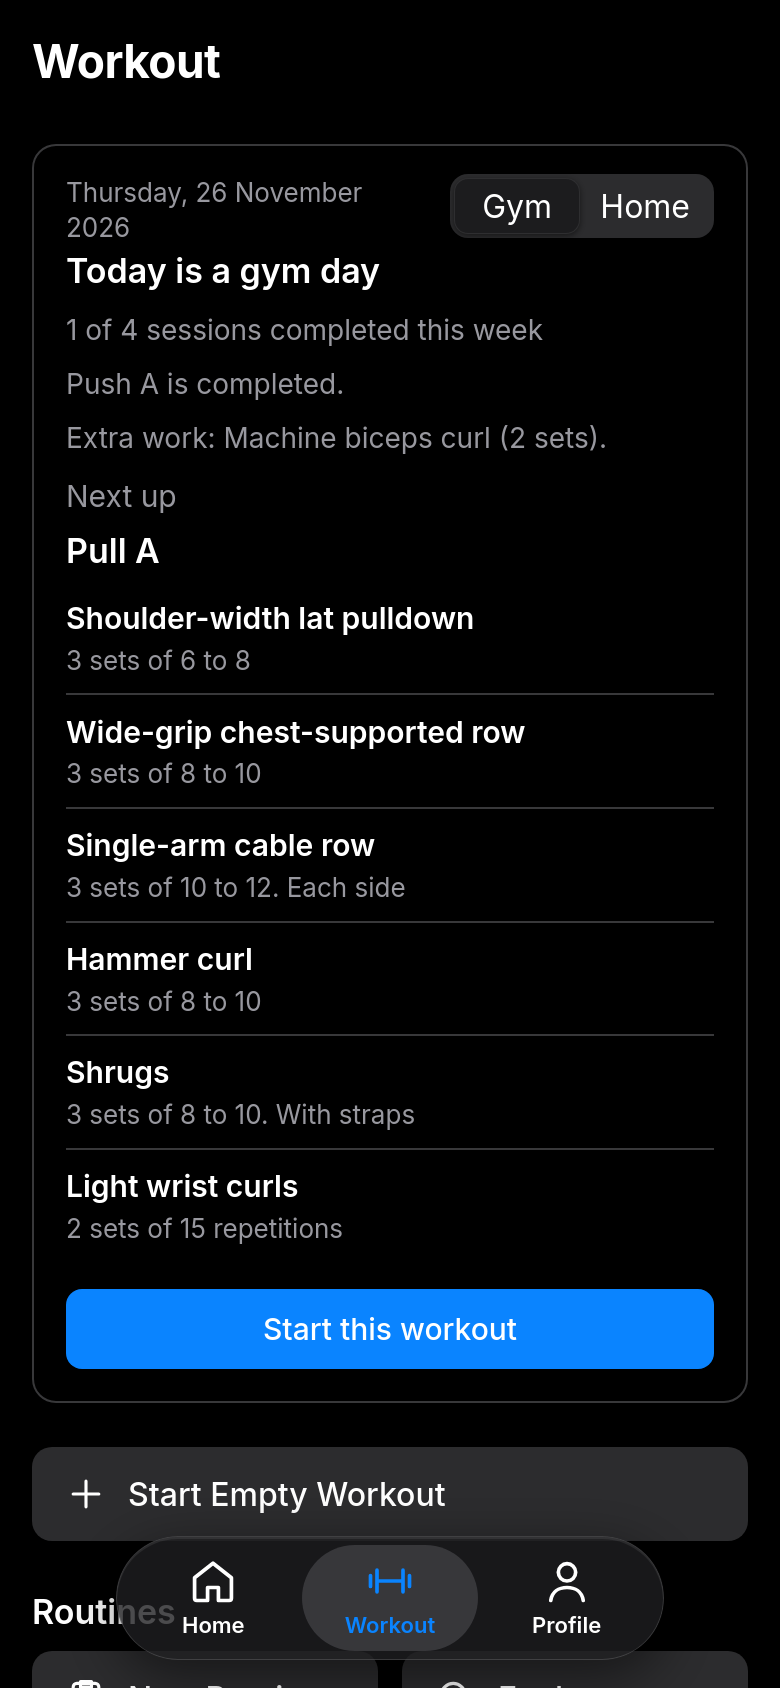 Workout
Thursday, 26 November
2026
Gym
Home
Today is a gym day
1 of 4 sessions completed this week
Push A is completed.
Extra work: Machine biceps curl (2 sets).
Next up
Pull A
Shoulder-width lat pulldown
3 sets of 6 to 8
Wide-grip chest-supported row
3 sets of 8 to 10
Single-arm cable row
3 sets of 10 to 12. Each side
Hammer curl
3 sets of 8 to 10
Shrugs
3 sets of 8 to 10. With straps
Light wrist curls
2 sets of 15 repetitions
Start this workout
Start Empty Workout
Routines
Home
Workout
Profile